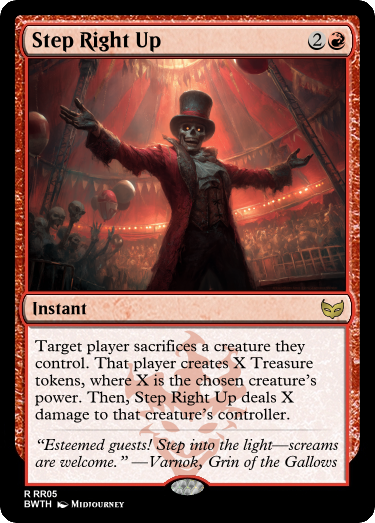 Step Right Up 2
Instant
Target player sacrifices a creature they
control. That player creates X Treasure
tokens, where X is the chosen creature's
power. Then, Step Right Up deals X
damage to that creature's controller.
“Esteemed guests! Step into the light—screams
are welcome.” —Varnok, Grin of the Gallows
R RR05
BWTH Midjourney